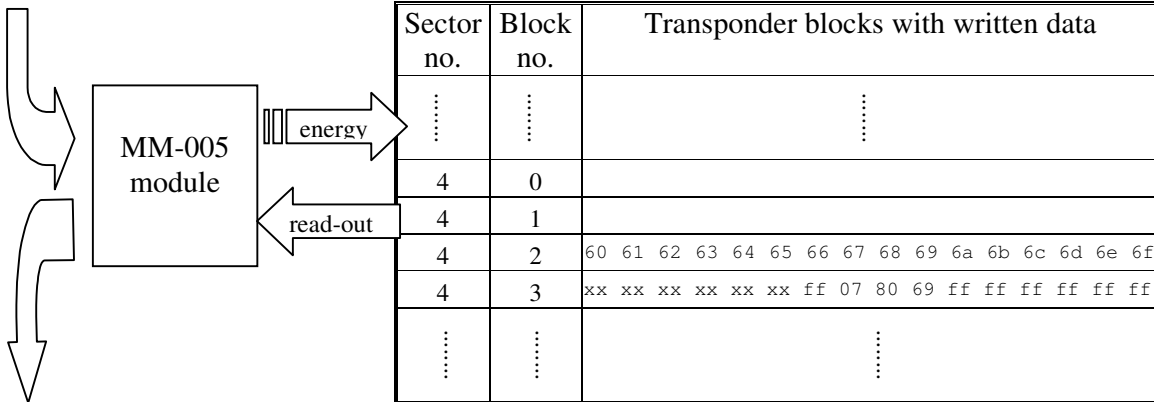 Sector no. Block no. Transponder blocks with written data
MM-005 module
energy
read-out
4 0
4 1
4 2 60 61 62 63 64 65 66 67 68 69 6a 6b 6c 6d 6e 6f
4 3 xx xx xx xx xx xx ff 07 80 69 ff ff ff ff ff ff